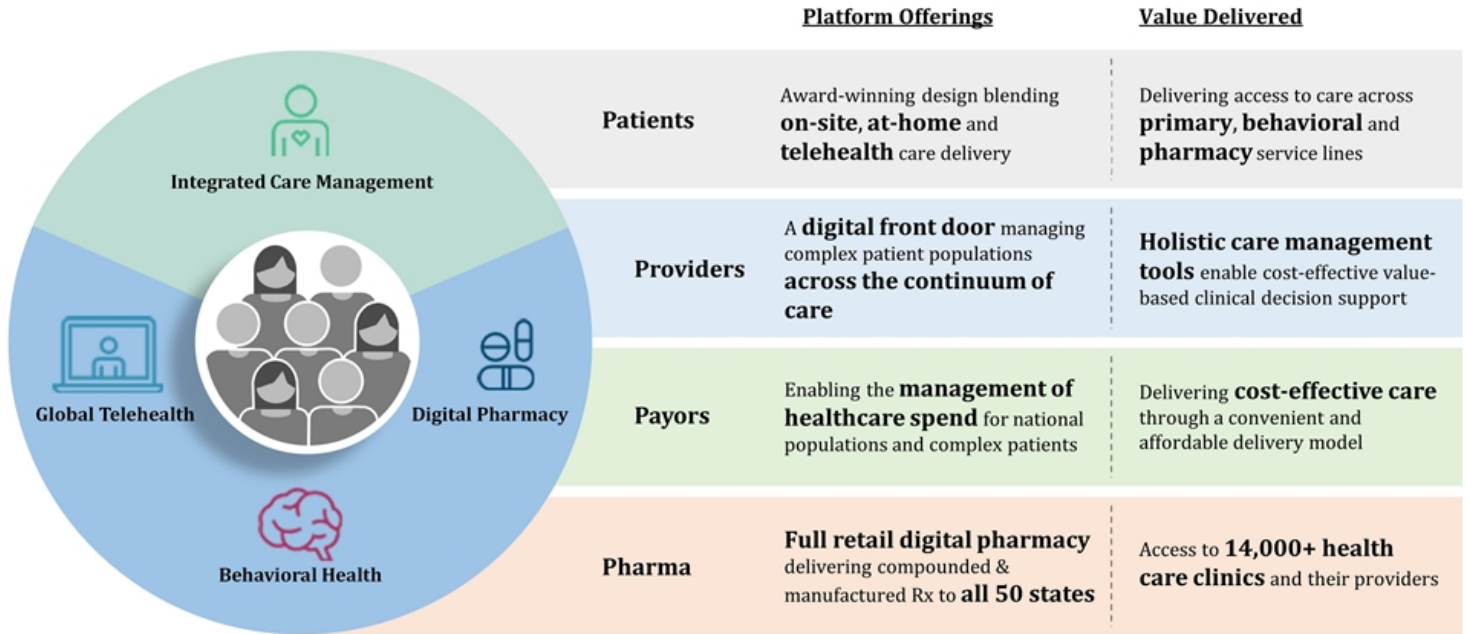 Platform Offerings
Value Delivered
Integrated Care Management
Global Telehealth
Digital Pharmacy
Behavioral Health
Patients
Award-winning design blending
on-site, at-home and
telehealth care delivery
Delivering access to care across
primary, behavioral and
pharmacy service lines
Providers
A digital front door managing
complex patient populations
across the continuum of
care
Holistic care management
tools enable cost-effective value-
based clinical decision support
Payors
Enabling the management of
healthcare spend for national
populations and complex patients
Delivering cost-effective care
through a convenient and
affordable delivery model
Pharma
Full retail digital pharmacy
delivering compounded &
manufactured Rx to all 50 states
Access to 14,000+ health
care clinics and their providers